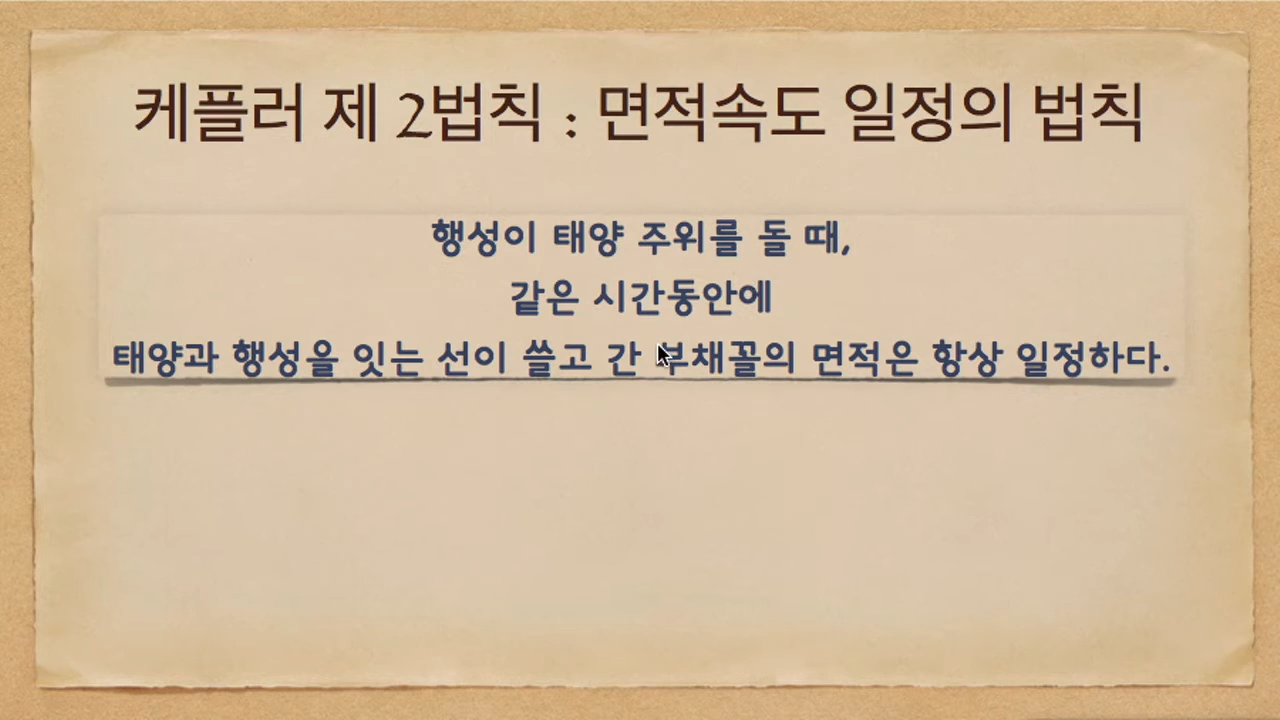 케플러 제 2법칙 : 면적속도 일정의 법칙
행성이 태양 주위를 돌 때,
같은 시간동안에
태양과 행성을 잇는 선이 쓸고 간 부채꼴의 면적은 항상 일정하다.